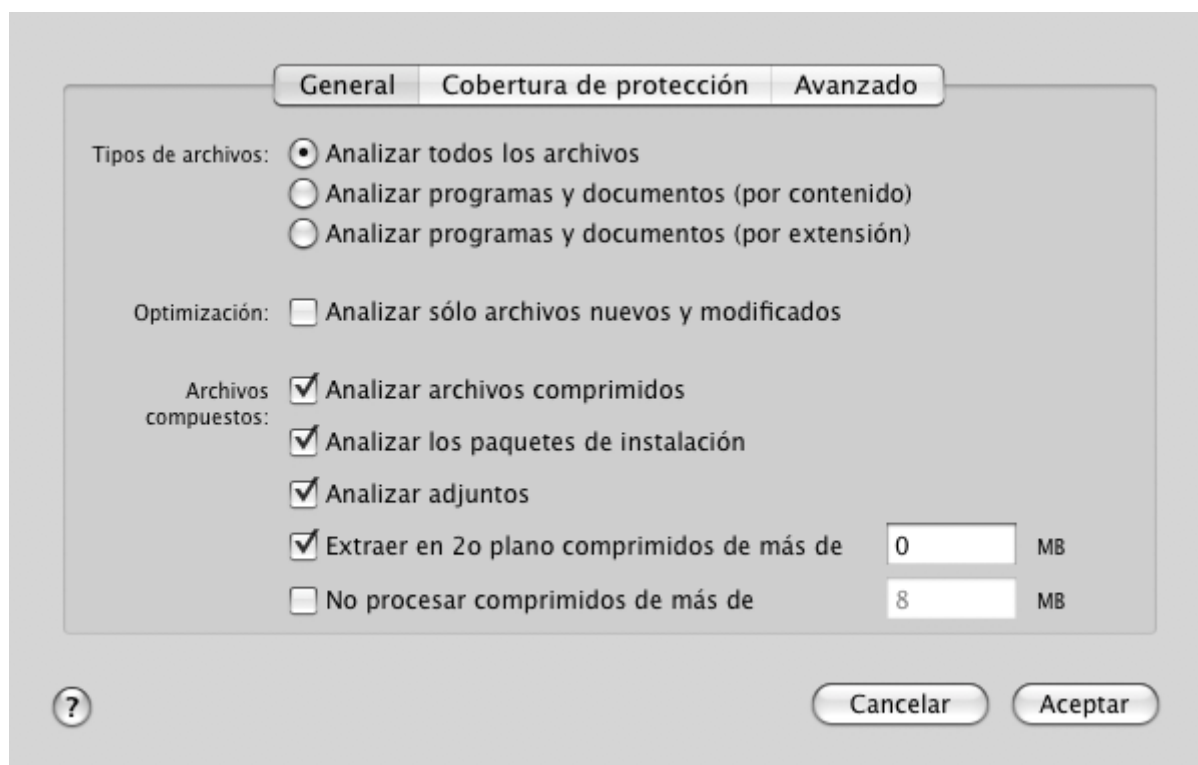 General Cobertura de protección Avanzado
Tipos de archivos: Analizar todos los archivos
Analizar programas y documentos (por contenido)
Analizar programas y documentos (por extensión)
Optimización: Analizar sólo archivos nuevos y modificados
Archivos compuestos: Analizar archivos comprimidos
Analizar los paquetes de instalación
Analizar adjuntos
Extraer en 2o plano comprimidos de más de 0 MB
No procesar comprimidos de más de 8 MB
? Cancelar Aceptar